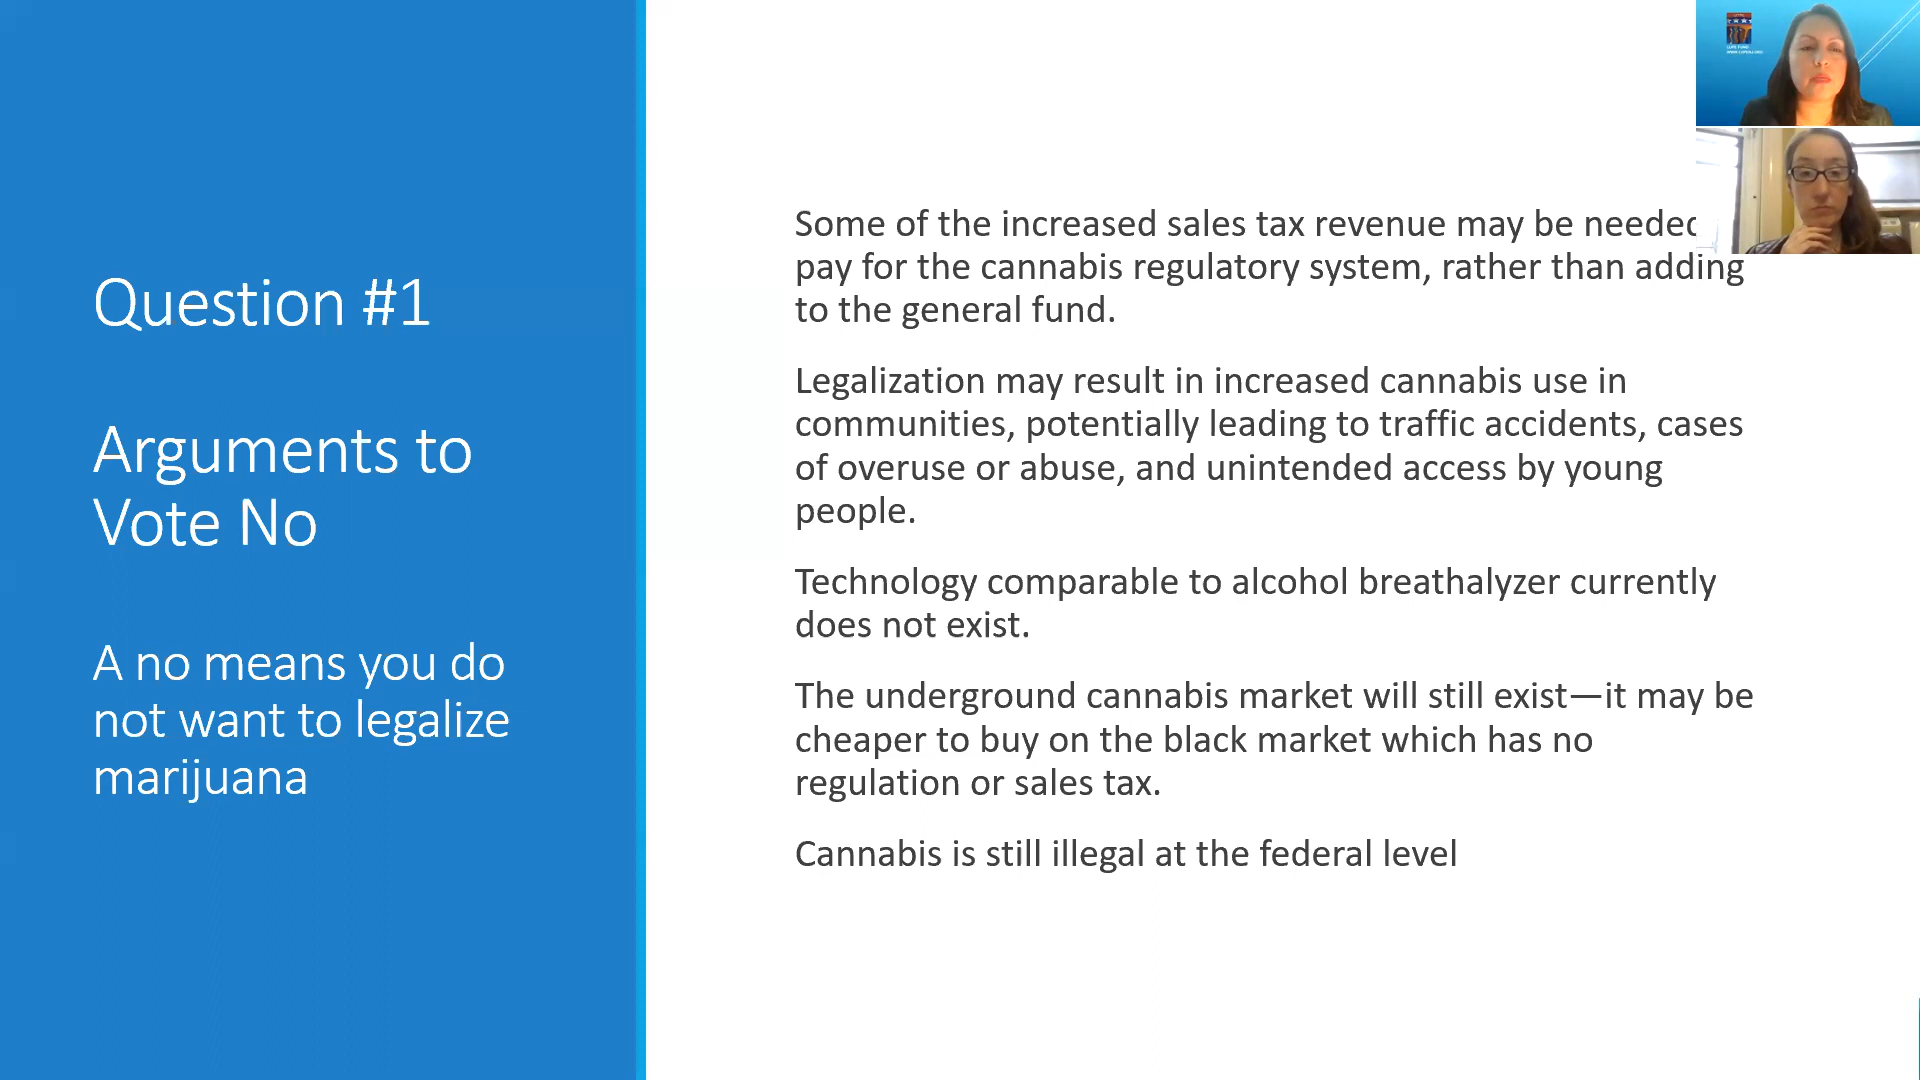 Question #1
Arguments to
Vote No
A no means you do
not want to legalize
marijuana
Some of the increased sales tax revenue may be needed
pay for the cannabis regulatory system, rather than adding
to the general fund.
Legalization may result in increased cannabis use in
communities, potentially leading to traffic accidents, cases
of overuse or abuse, and unintended access by young
people.
Technology comparable to alcohol breathalyzer currently
does not exist.
The underground cannabis market will still exist—it may be
cheaper to buy on the black market which has no
regulation or sales tax.
Cannabis is still illegal at the federal level
LUPE FUND